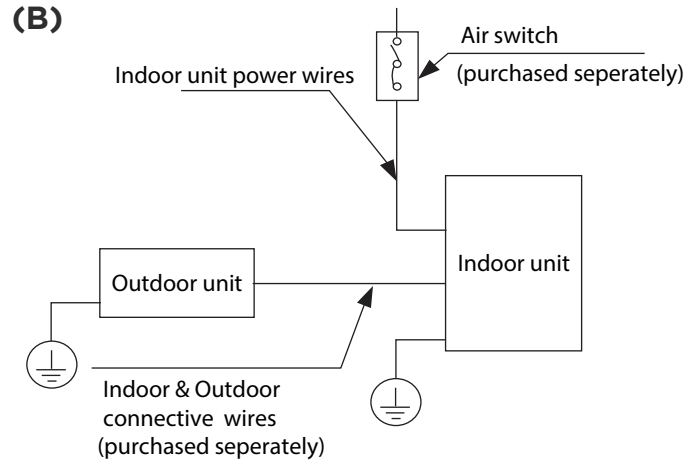 (B)
Air switch
(purchased seperately)
Indoor unit power wires
Indoor unit
Outdoor unit
Indoor & Outdoor
connective wires
(purchased seperately)